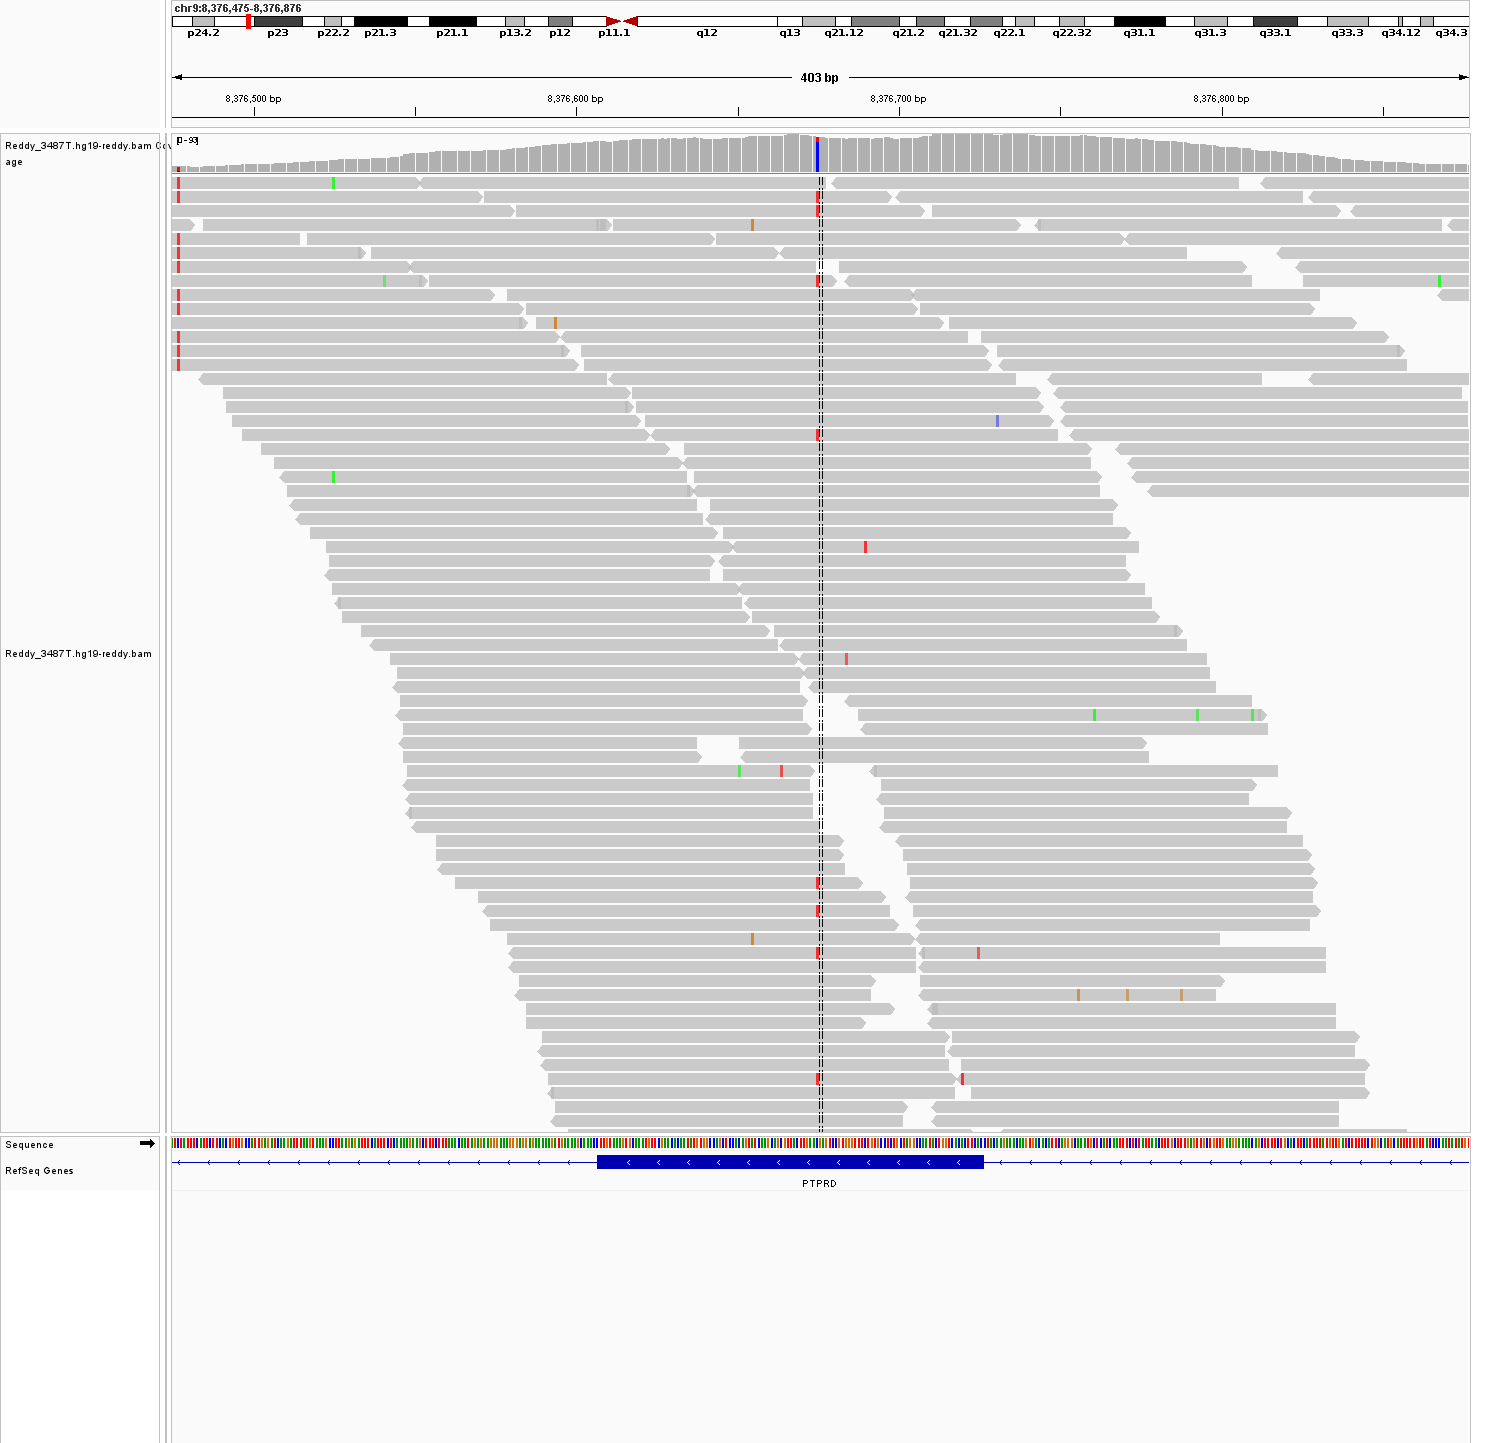 chr9:8,376,475-8,376,876
p24.2 p23 p22.2 p21.3 p21.1 p13.2 p12 p11.1 q12 q13 q21.12 q21.2 q21.32 q22.1 q22.32 q31.1 q31.3 q33.1 q33.3 q34.12 q34.3
403 bp
8,376,500 bp 8,376,600 bp 8,376,700 bp 8,376,800 bp
[0-93]
Reddy_3487T.hg19-reddy.bam Cov
age
Reddy_3487T.hg19-reddy.bam
Sequence
RefSeq Genes
PTPRD